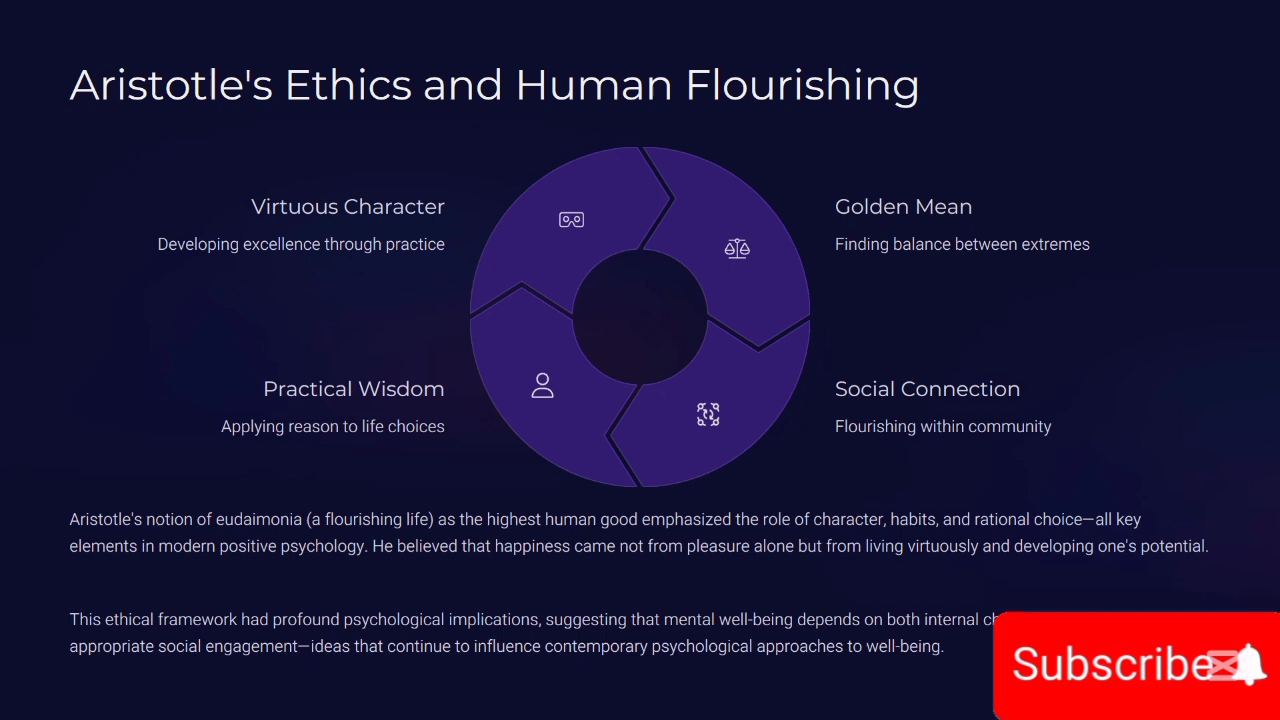 Aristotle's Ethics and Human Flourishing
Virtuous Character
Developing excellence through practice
Golden Mean
Finding balance between extremes
Practical Wisdom
Applying reason to life choices
Social Connection
Flourishing within community
Aristotle's notion of eudaimonia (a flourishing life) as the highest human good emphasized the role of character, habits, and rational choice—all key
elements in modern positive psychology. He believed that happiness came not from pleasure alone but from living virtuously and developing one's potential.
This ethical framework had profound psychological implications, suggesting that mental well-being depends on both internal
appropriate social engagement—ideas that continue to influence contemporary psychological approaches to well-being.
Subscribe